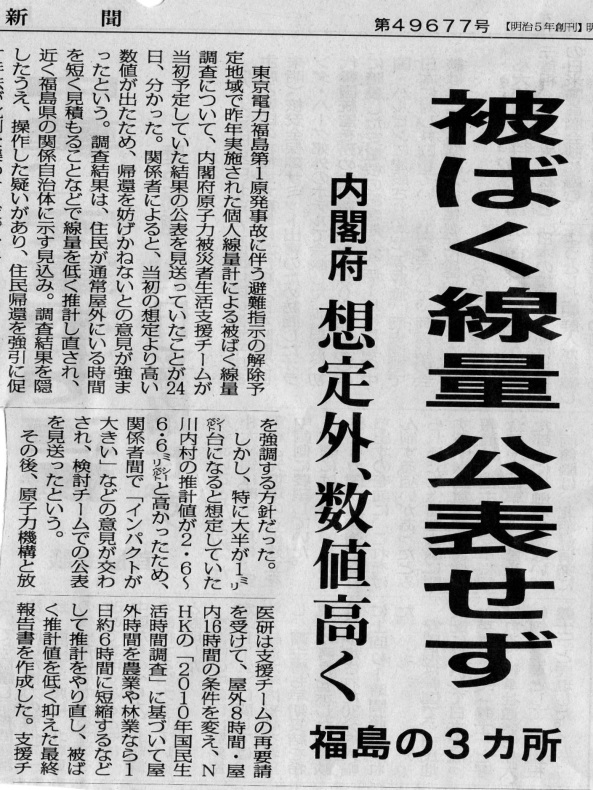 新聞
第49677号 【明治5年創刊】
被ばく線量 公表せず
内閣府 想定外、数値高く
福島の3カ所
東京電力福島第1原発事故に伴う避難指示の解除予
定地域で昨年実施された個人線量計による被ばく線量
調査について、内閣府原子力被災者生活支援チームが
当初予定していた結果の公表を見送っていたことが24
日、分かった。関係者によると、当初の想定より高い
数値が出たため、帰還を妨げかねないとの意見が強ま
ったという。調査結果は、住民が通常屋外にいる時間
を短く見積もることなどで線量を低く推計し直され、
近く福島県の関係自治体に示す見込み。調査結果を隠
したうえ、操作した疑いがあり、住民帰還を強引に促
を強調する方針だった。
しかし、特に大半が1ミリ
シーベルト台になると想定していた
川内村の推計値が2・6〜
6・6ミリシーベルトと高かったため、
関係者間で「インパクトが
大きい」などの意見が交わ
され、検討チームでの公表
を見送ったという。
その後、原子力機構と放
医研は支援チームの再要請
を受けて、屋外8時間・屋
内16時間の条件を変え、N
HKの「2010年国民生
活時間調査」に基づいて屋
外時間を農業や林業なら1
日約6時間に短縮するなど
して推計をやり直し、被ば
く推計値を低く抑えた最終
報告書を作成した。支援チ